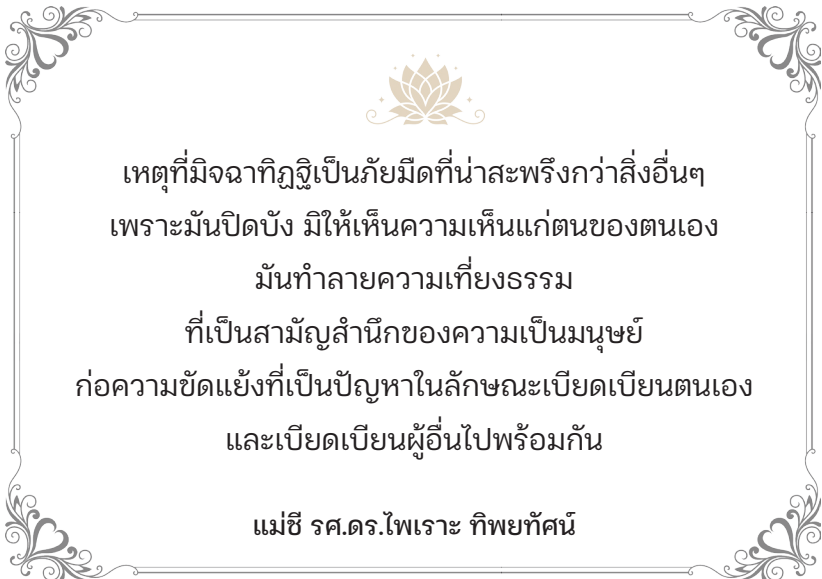 เหตุที่มิจฉาทิฏฐิเป็นภัยมืดที่น่าสะพรึงกว่าสิ่งอื่นๆ
เพราะมันปิดบัง มิให้เห็นความเห็นแก่ตนของตนเอง
มันทำลายความเที่ยงธรรม
ที่เป็นสามัญสำนึกของความเป็นมนุษย์
ก่อความขัดแย้งที่เป็นปัญหาในลักษณะเบียดเบียนตนเอง
และเบียดเบียนผู้อื่นไปพร้อมกัน
แม่ชี รศ.ดร.ไพเราะ ทิพยทัศน์